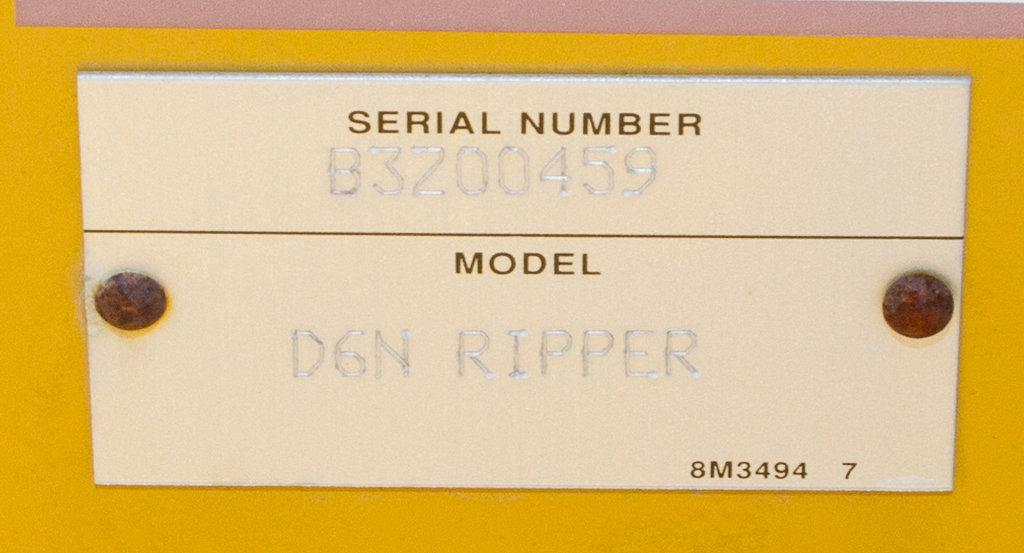 SERIAL NUMBER
B3Z00459
MODEL
D6N RIPPER
8M3494 7